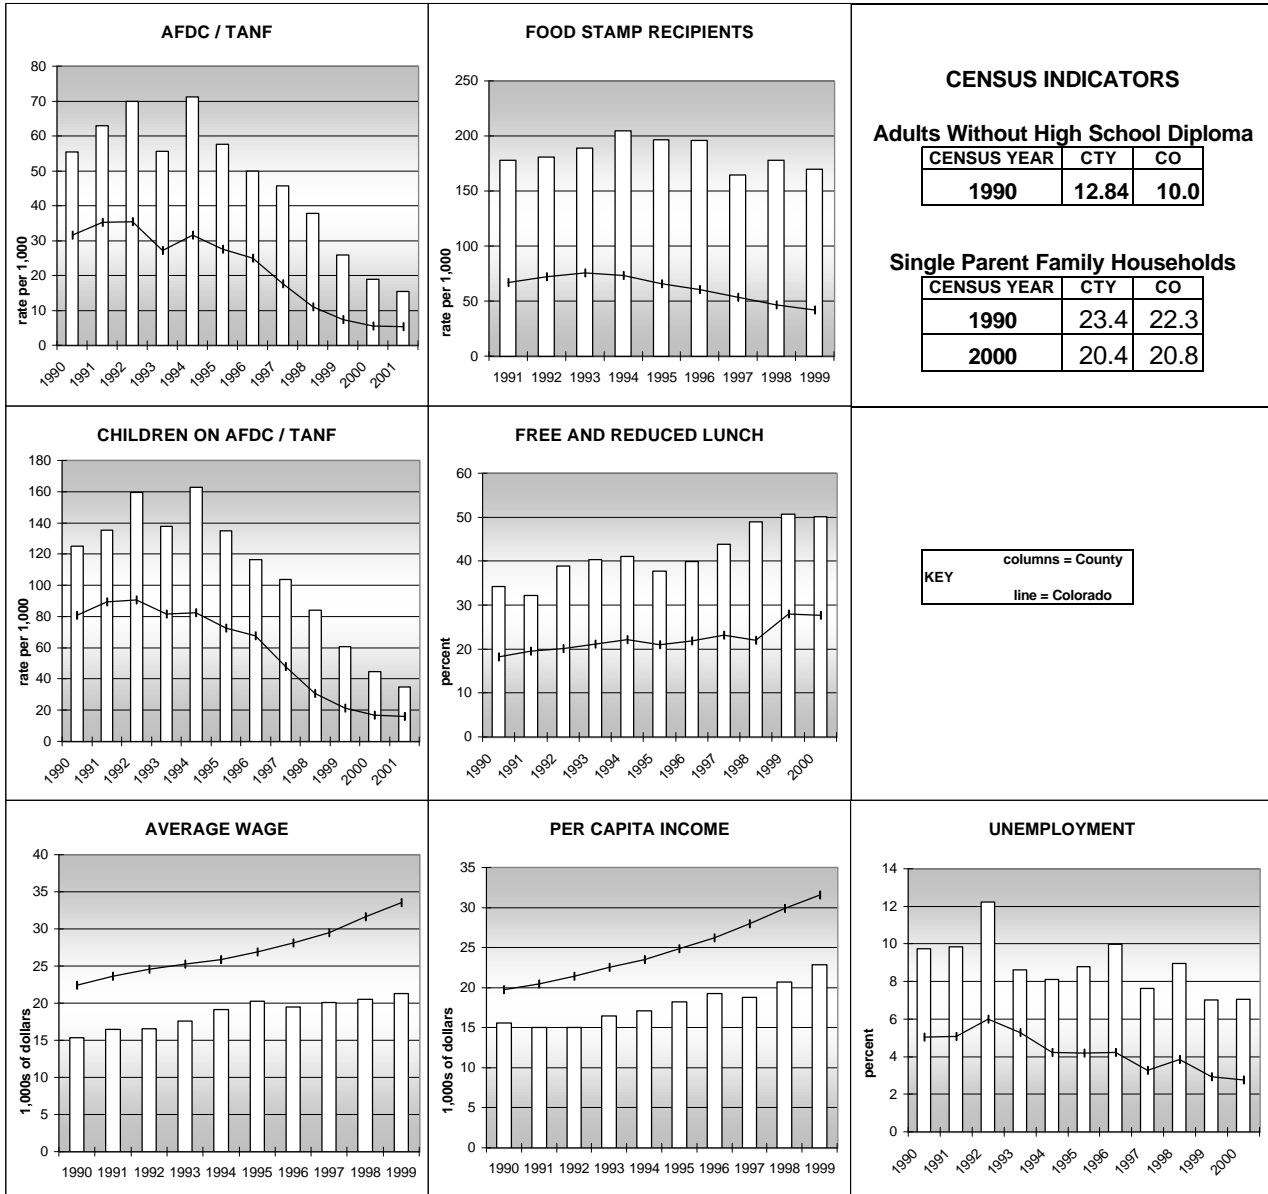 AFDC / TANF
rate per 1,000
80
70
60
50
40
30
20
10
0
1990 1991 1992 1993 1994 1995 1996 1997 1998 1999 2000 2001
FOOD STAMP RECIPIENTS
rate per 1,000
250
200
150
100
50
0
1991 1992 1993 1994 1995 1996 1997 1998 1999
CENSUS INDICATORS
Adults Without High School Diploma
CENSUS YEAR CTY CO
1990 12.84 10.0
Single Parent Family Households
CENSUS YEAR CTY CO
1990 23.4 22.3
2000 20.4 20.8
CHILDREN ON AFDC / TANF
rate per 1,000
180
160
140
120
100
80
60
40
20
0
1990 1991 1992 1993 1994 1995 1996 1997 1998 1999 2000 2001
FREE AND REDUCED LUNCH
percent
60
50
40
30
20
10
0
1990 1991 1992 1993 1994 1995 1996 1997 1998 1999 2000
columns = County
KEY
line = Colorado
AVERAGE WAGE
1,000s of dollars
40
35
30
25
20
15
10
5
0
1990 1991 1992 1993 1994 1995 1996 1997 1998 1999
PER CAPITA INCOME
1,000s of dollars
35
30
25
20
15
10
5
0
1990 1991 1992 1993 1994 1995 1996 1997 1998 1999
UNEMPLOYMENT
percent
14
12
10
8
6
4
2
0
1990 1991 1992 1993 1994 1995 1996 1997 1998 1999 2000